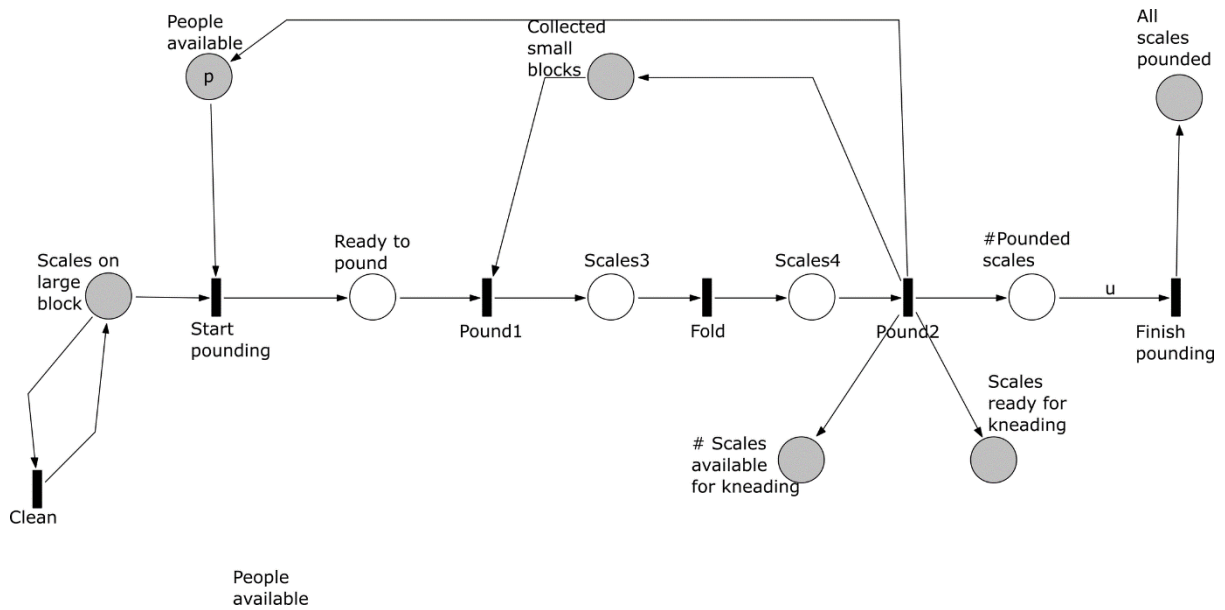 People
available
p
Collected
small
blocks
All
scales
pounded
Scales on
large
block
Start
pounding
Ready to
pound
Pound1
Scales3
Fold
Scales4
Pound2
#Pounded
scales
u
Finish
pounding
# Scales
available
for kneading
Scales
ready for
kneading
Clean
People
available